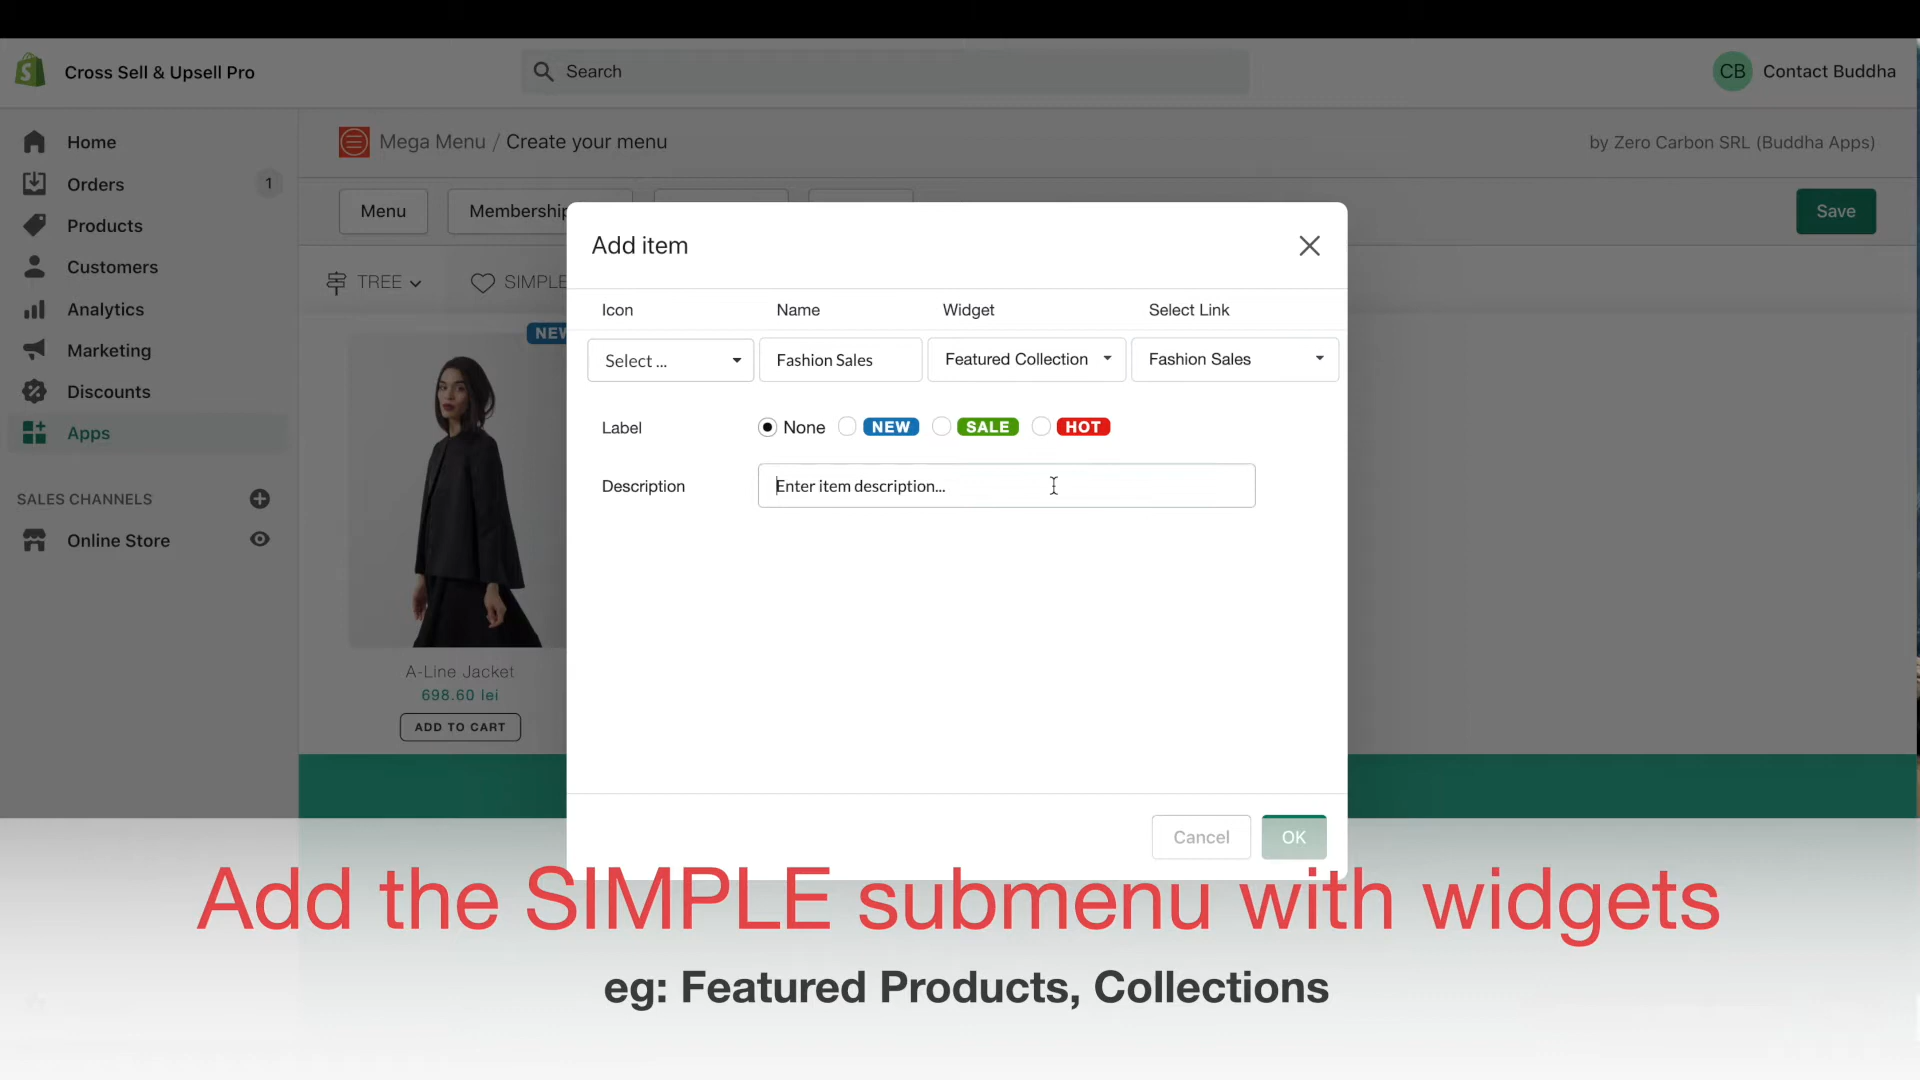 Cross Sell & Upsell Pro
Search
CB Contact Buddha
Home
Orders 1
Products
Customers
Analytics
Marketing
Discounts
Apps
SALES CHANNELS
Online Store
Mega Menu / Create your menu
by Zero Carbon SRL (Buddha Apps)
Menu
Membership
Save
TREE
SIMPLE
NEW
A-Line Jacket
698.60 lei
ADD TO CART
Add item
Icon Name Widget Select Link
Select ... Fashion Sales Featured Collection Fashion Sales
Label None NEW SALE HOT
Description Enter item description...
Cancel OK
Add the SIMPLE submenu with widgets
eg: Featured Products, Collections